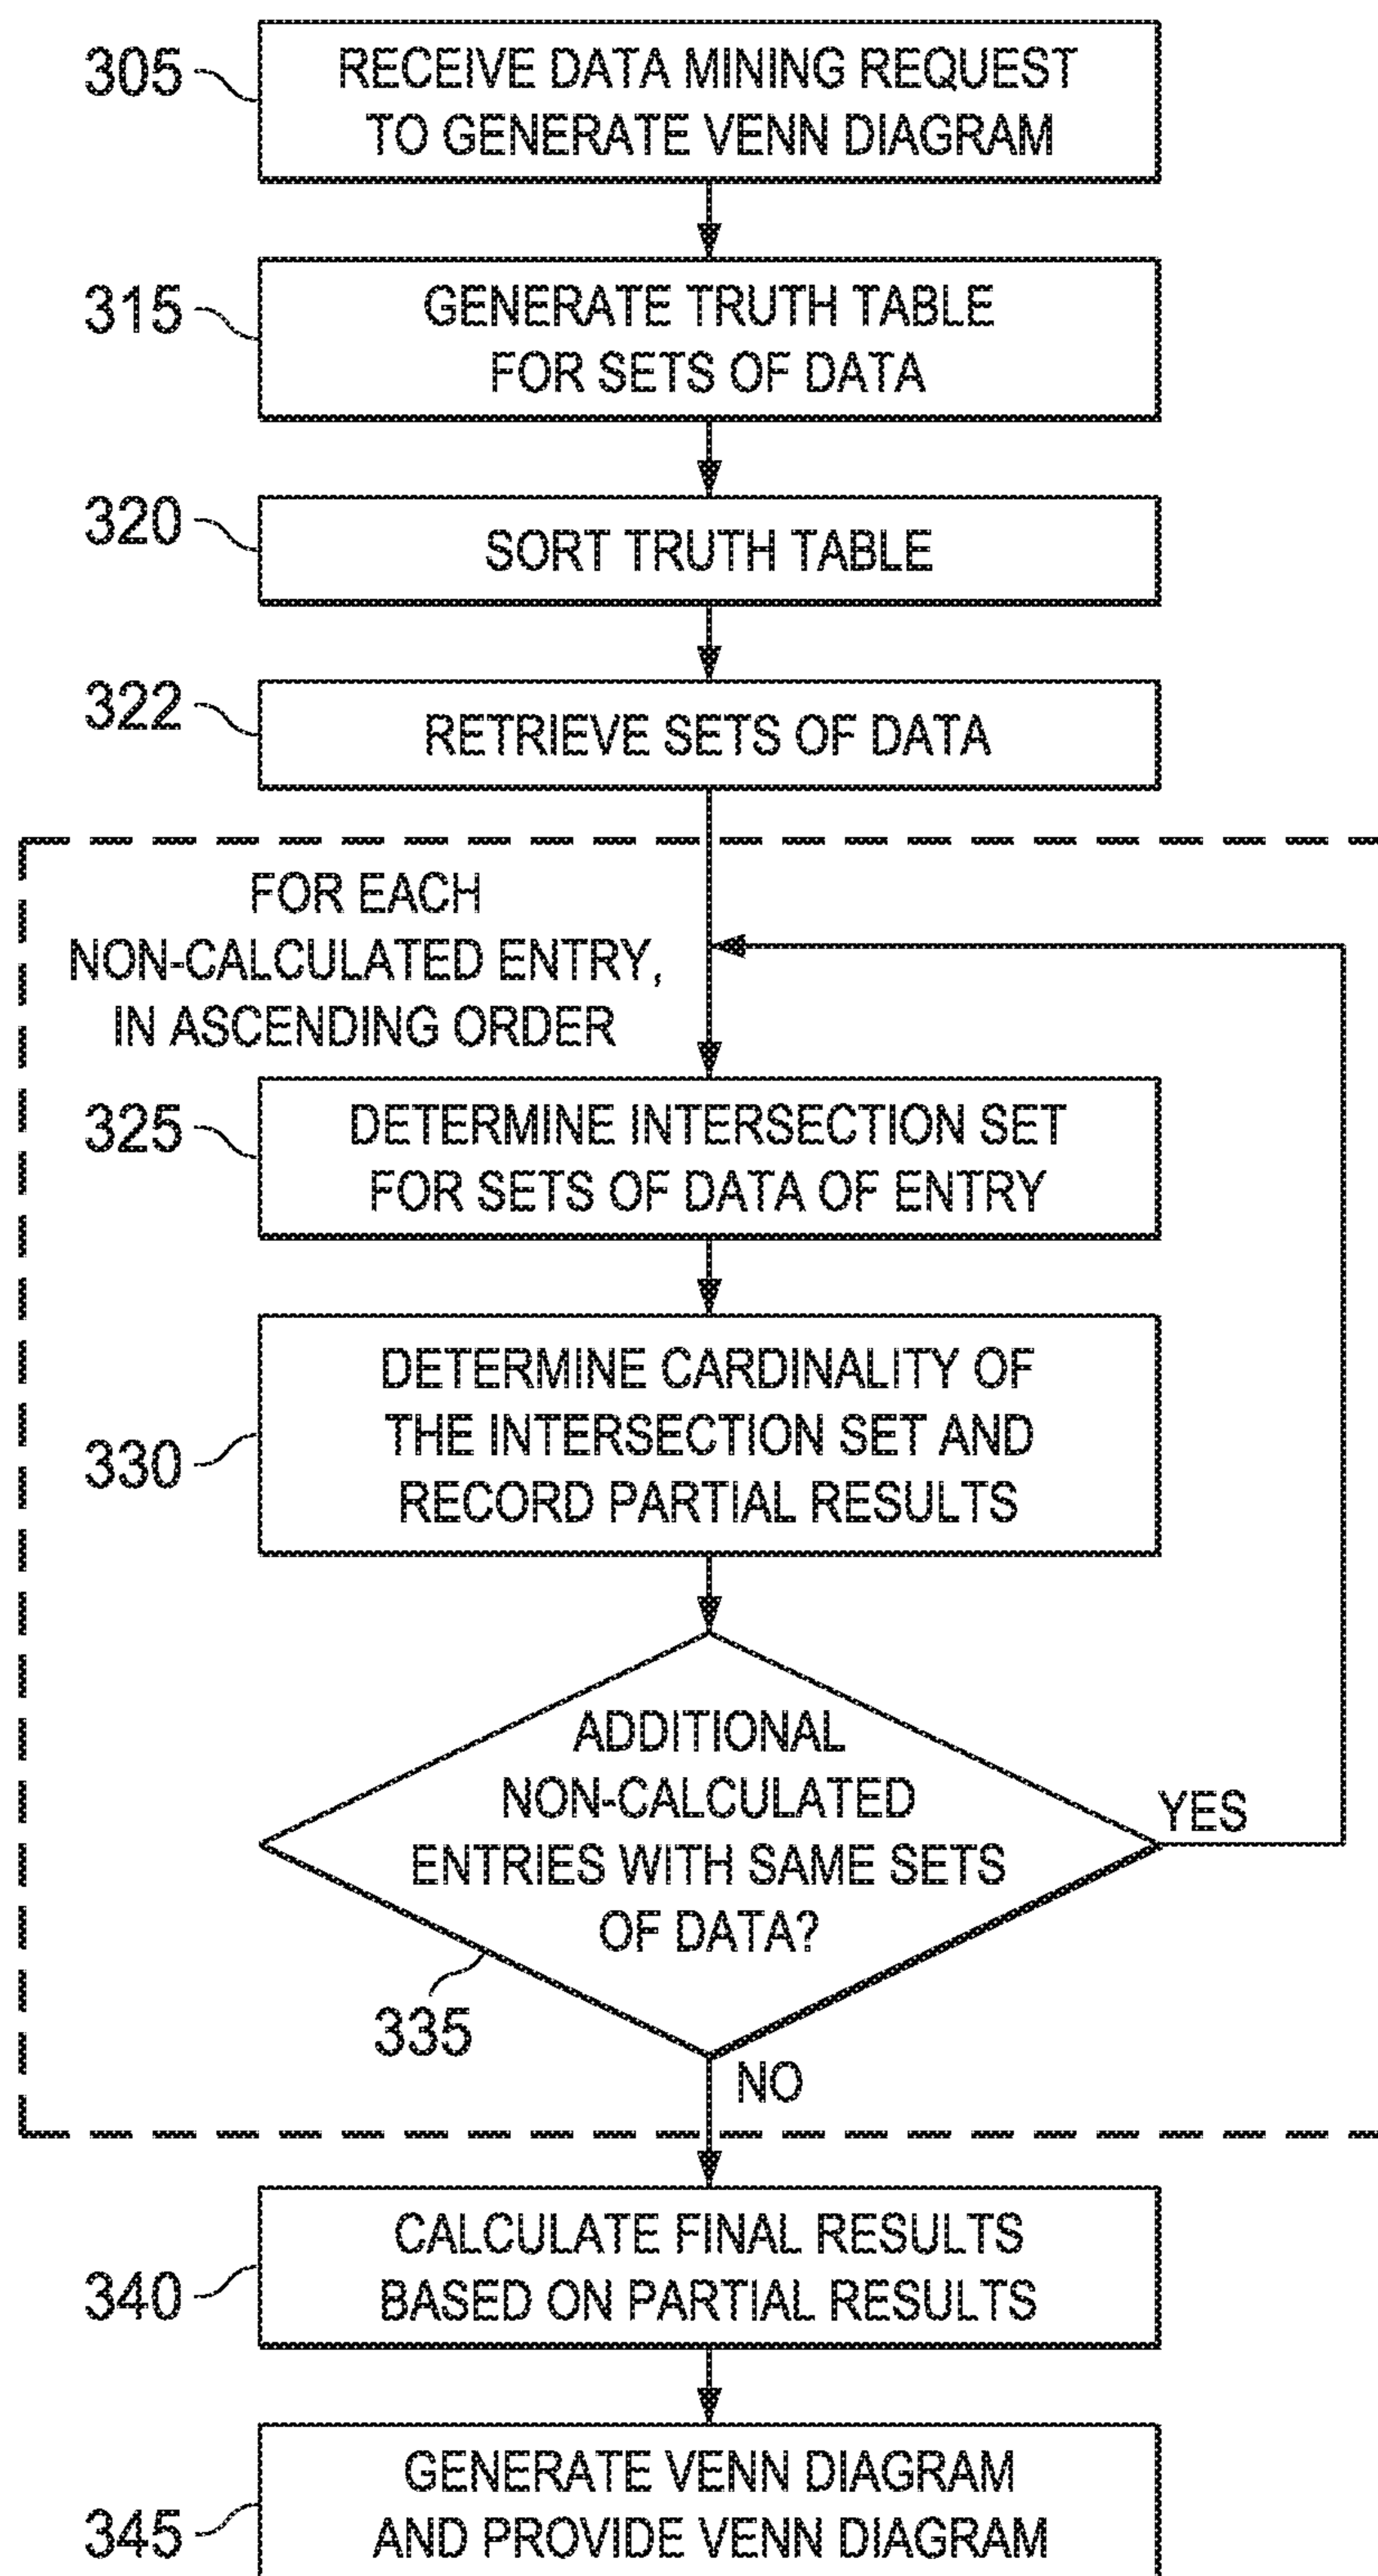 305
RECEIVE DATA MINING REQUEST
TO GENERATE VENN DIAGRAM
315
GENERATE TRUTH TABLE
FOR SETS OF DATA
320
SORT TRUTH TABLE
322
RETRIEVE SETS OF DATA
FOR EACH
NON-CALCULATED ENTRY,
IN ASCENDING ORDER
325
DETERMINE INTERSECTION SET
FOR SETS OF DATA OF ENTRY
330
DETERMINE CARDINALITY OF
THE INTERSECTION SET AND
RECORD PARTIAL RESULTS
ADDITIONAL
NON-CALCULATED
ENTRIES WITH SAME SETS
OF DATA?
YES
335
NO
340
CALCULATE FINAL RESULTS
BASED ON PARTIAL RESULTS
345
GENERATE VENN DIAGRAM
AND PROVIDE VENN DIAGRAM